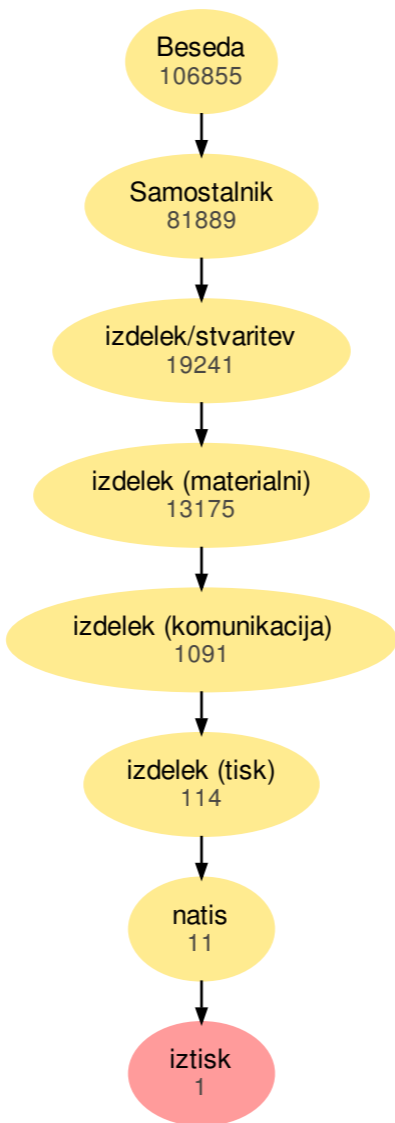 Beseda
106855
Samostalnik
81889
izdelek/stvaritev
19241
izdelek (materialni)
13175
izdelek (komunikacija)
1091
izdelek (tisk)
114
natis
11
iztisk
1